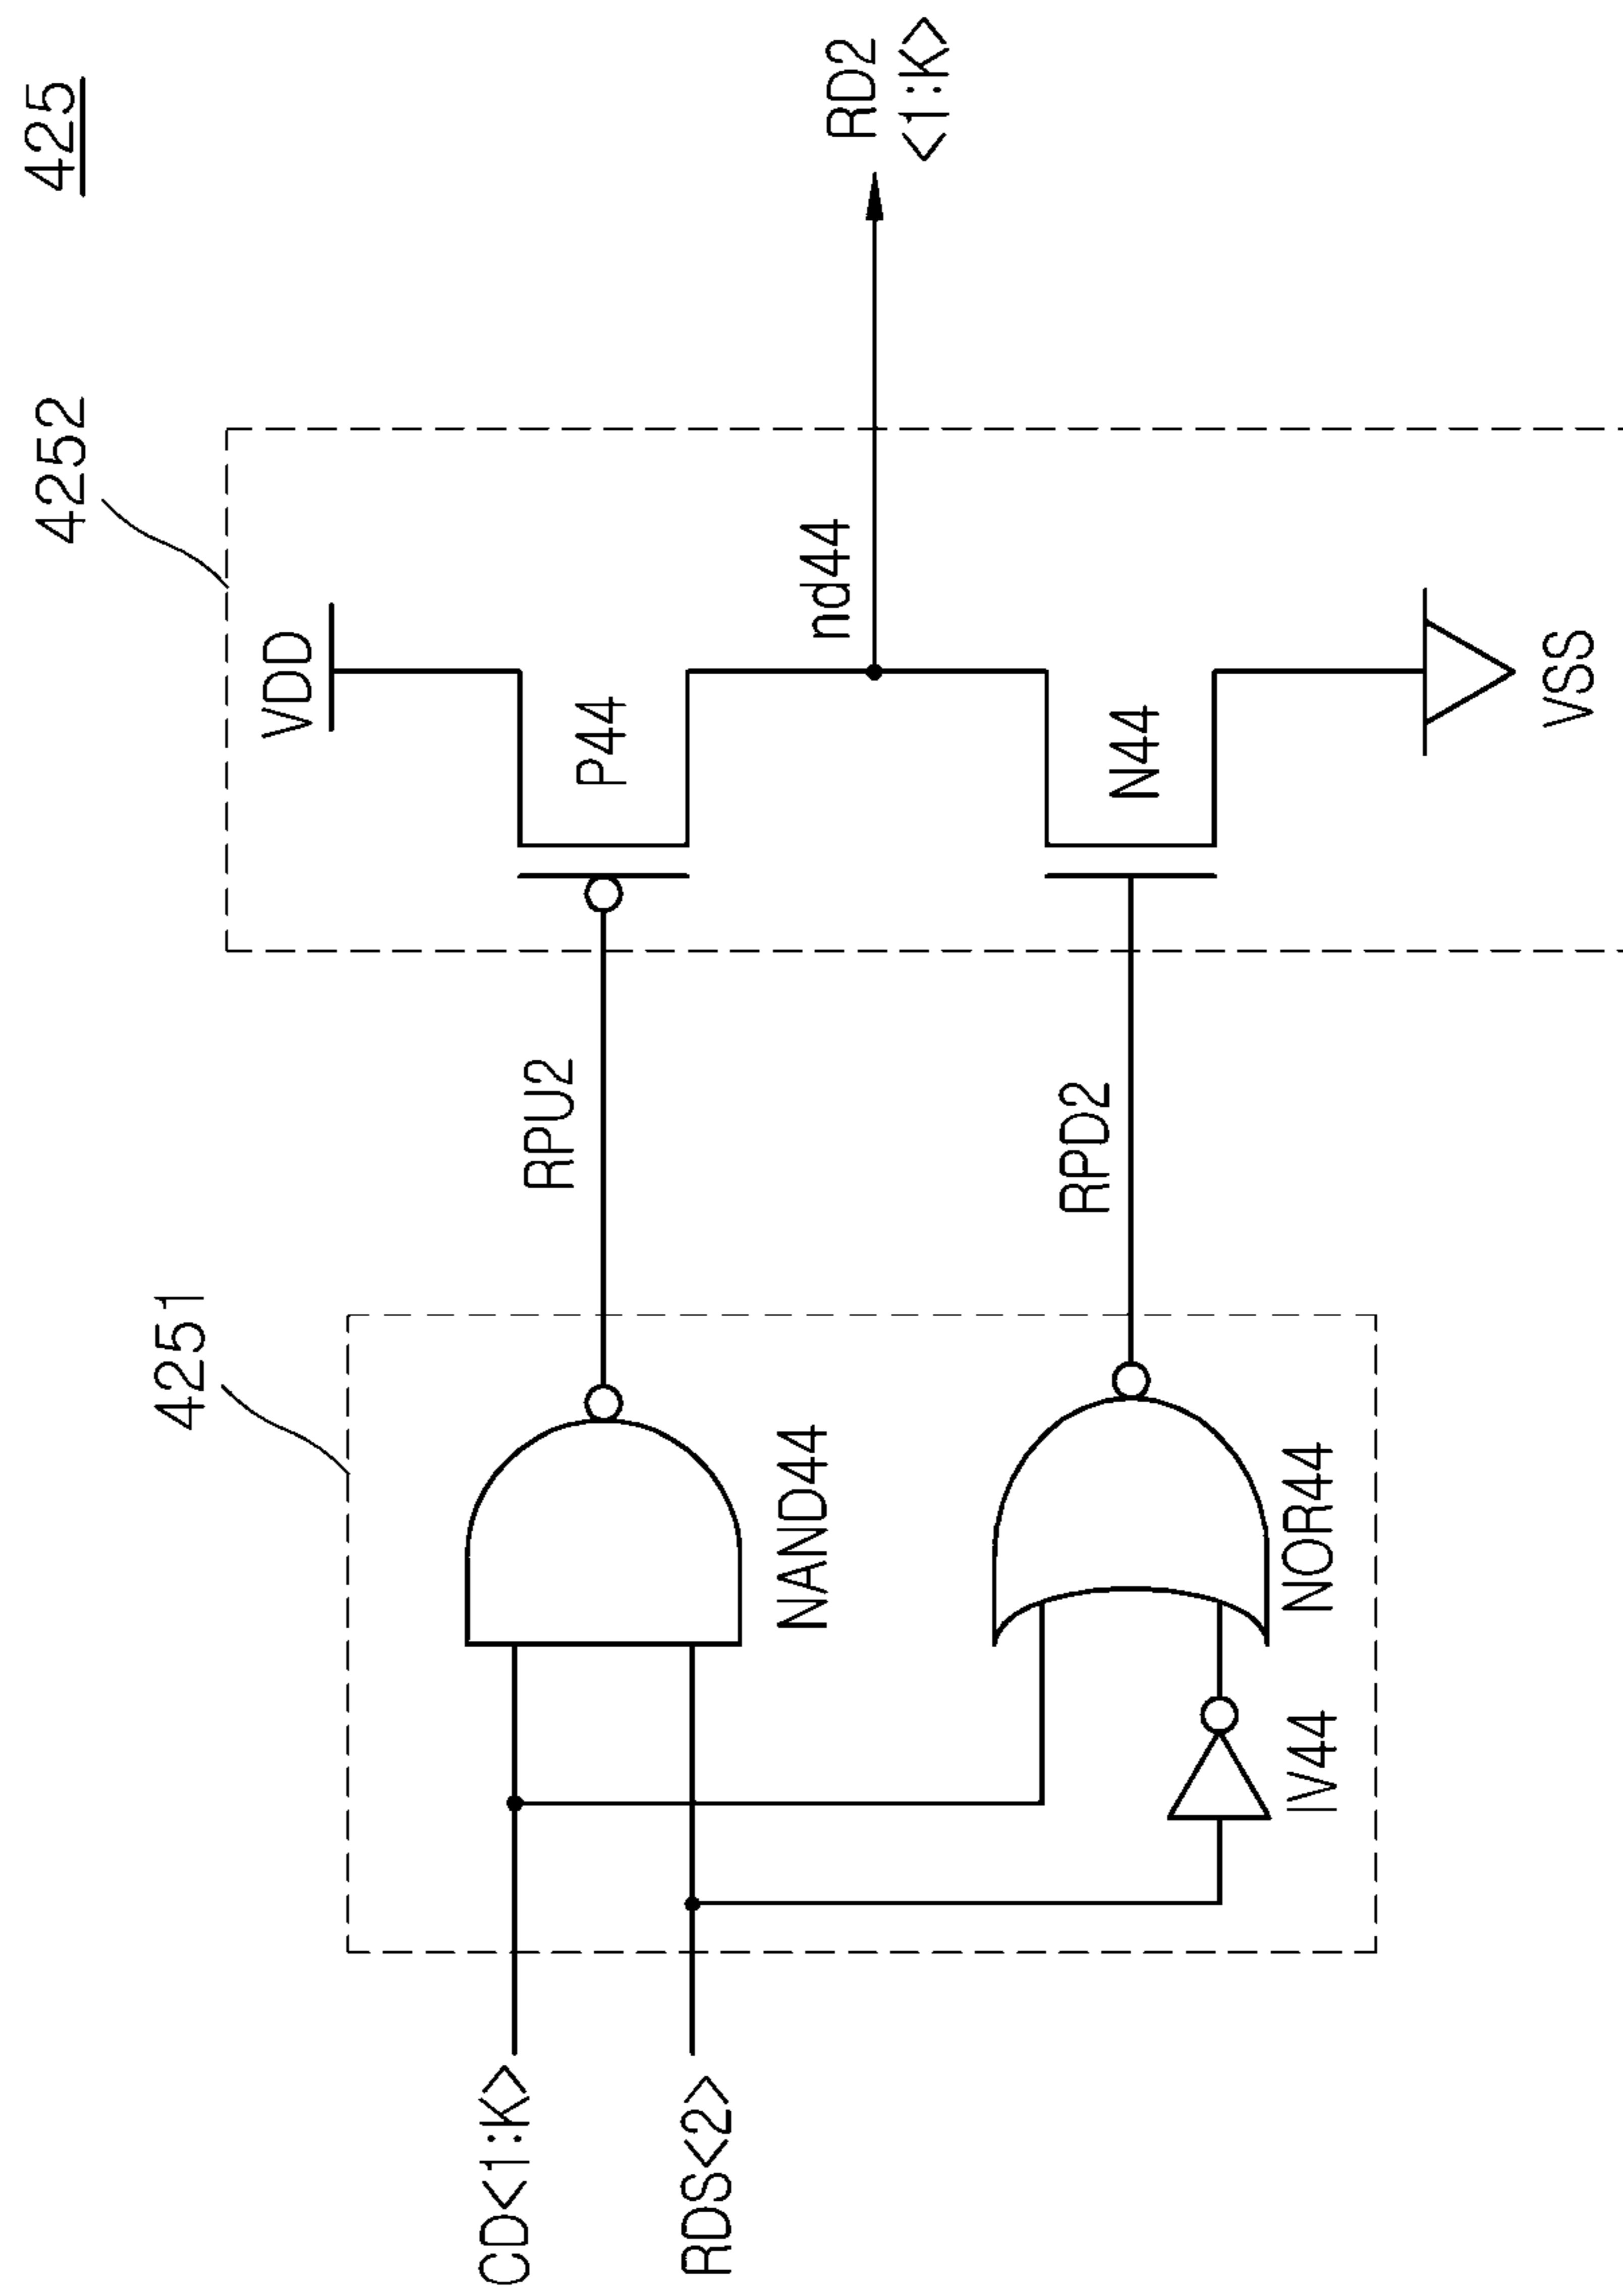 425
4252
4251
VDD
P44
nd44
RD2
<1:K>
N44
VSS
RPU2
RPD2
NAND44
NOR44
IV44
CD<1:K>
RDS<2>